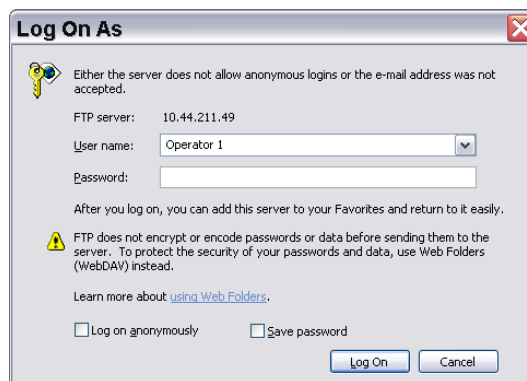 Log On As
Either the server does not allow anonymous logins or the e-mail address was not
accepted.
FTP server: 10.44.211.49
User name: Operator 1
Password:
After you log on, you can add this server to your Favorites and return to it easily.
FTP does not encrypt or encode passwords or data before sending them to the
server. To protect the security of your passwords and data, use Web Folders
(WebDAV) instead.
Learn more about using Web Folders.
Log on anonymously Save password
Log On Cancel